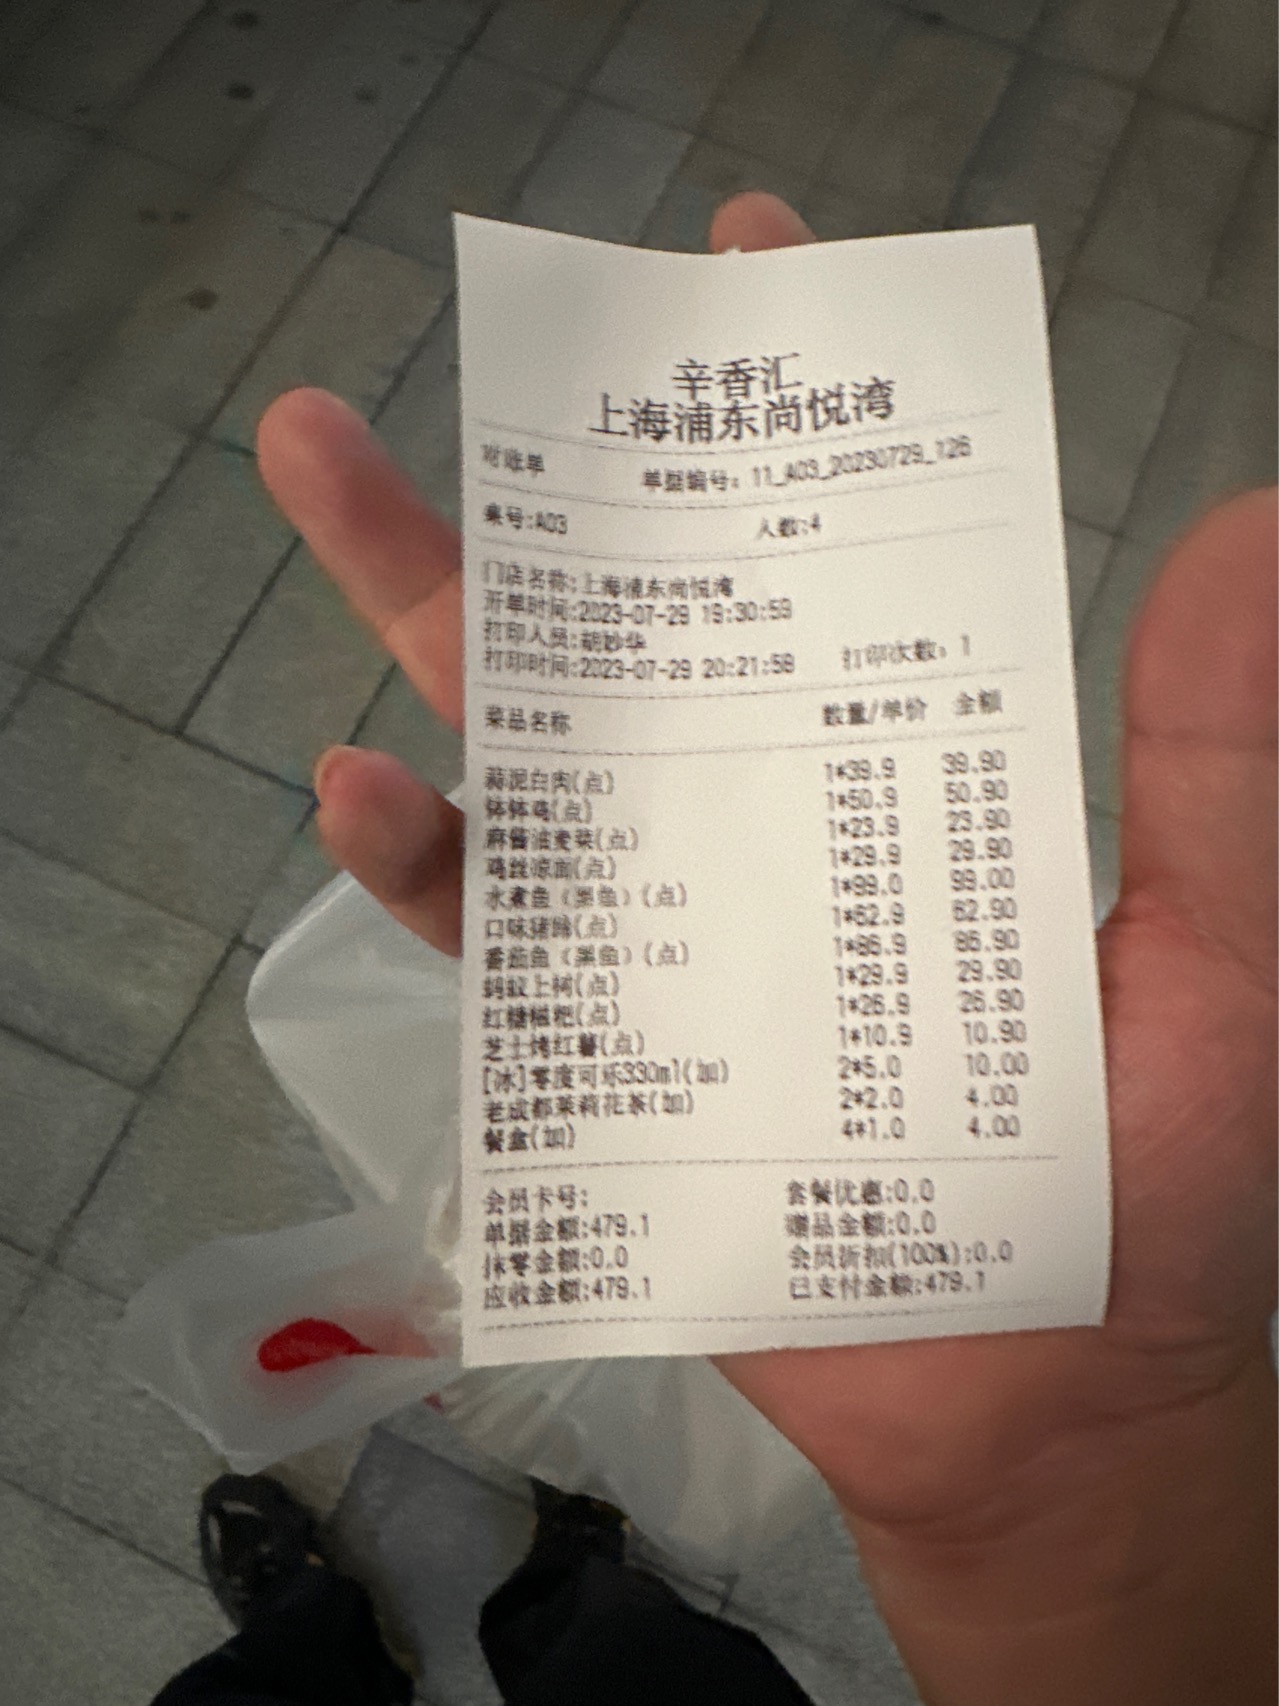 辛香汇
上海浦东尚悦湾
对账单 单据编号：11_A03_20230729_126
桌号:A03 人数:4
门店名称:上海浦东尚悦湾
开单时间:2023-07-29 19:30:59
打印人员:胡妙华
打印时间:2023-07-29 20:21:58 打印次数：1
菜品名称 数量/单价 金额
蒜泥白肉(点) 1*39.9 39.90
钵钵鸡(点) 1*50.9 50.90
麻酱油麦菜(点) 1*23.9 23.90
鸡丝凉面(点) 1*29.9 29.90
水煮鱼（黑鱼）(点) 1*99.0 99.00
口味猪蹄(点) 1*62.9 62.90
番茄鱼（黑鱼）(点) 1*86.9 86.90
蚂蚁上树(点) 1*29.9 29.90
红糖糍粑(点) 1*26.9 26.90
芝士烤红薯(点) 1*10.9 10.90
[冰]零度可乐330ml(加) 2*5.0 10.00
老成都茉莉花茶(加) 2*2.0 4.00
餐盒(加) 4*1.0 4.00
会员卡号: 套餐优惠:0.0
单据金额:479.1 赠品金额:0.0
抹零金额:0.0 会员折扣(100%):0.0
应收金额:479.1 已支付金额:479.1